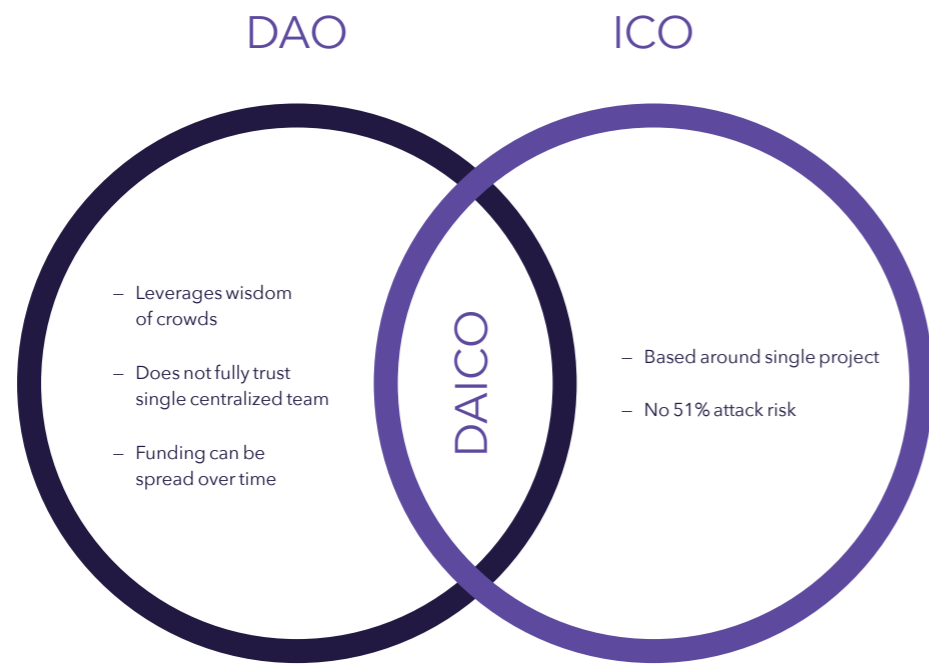 DAO
ICO
– Leverages wisdom
of crowds
– Does not fully trust
single centralized team
– Funding can be
spread over time
DAICO
– Based around single project
– No 51% attack risk